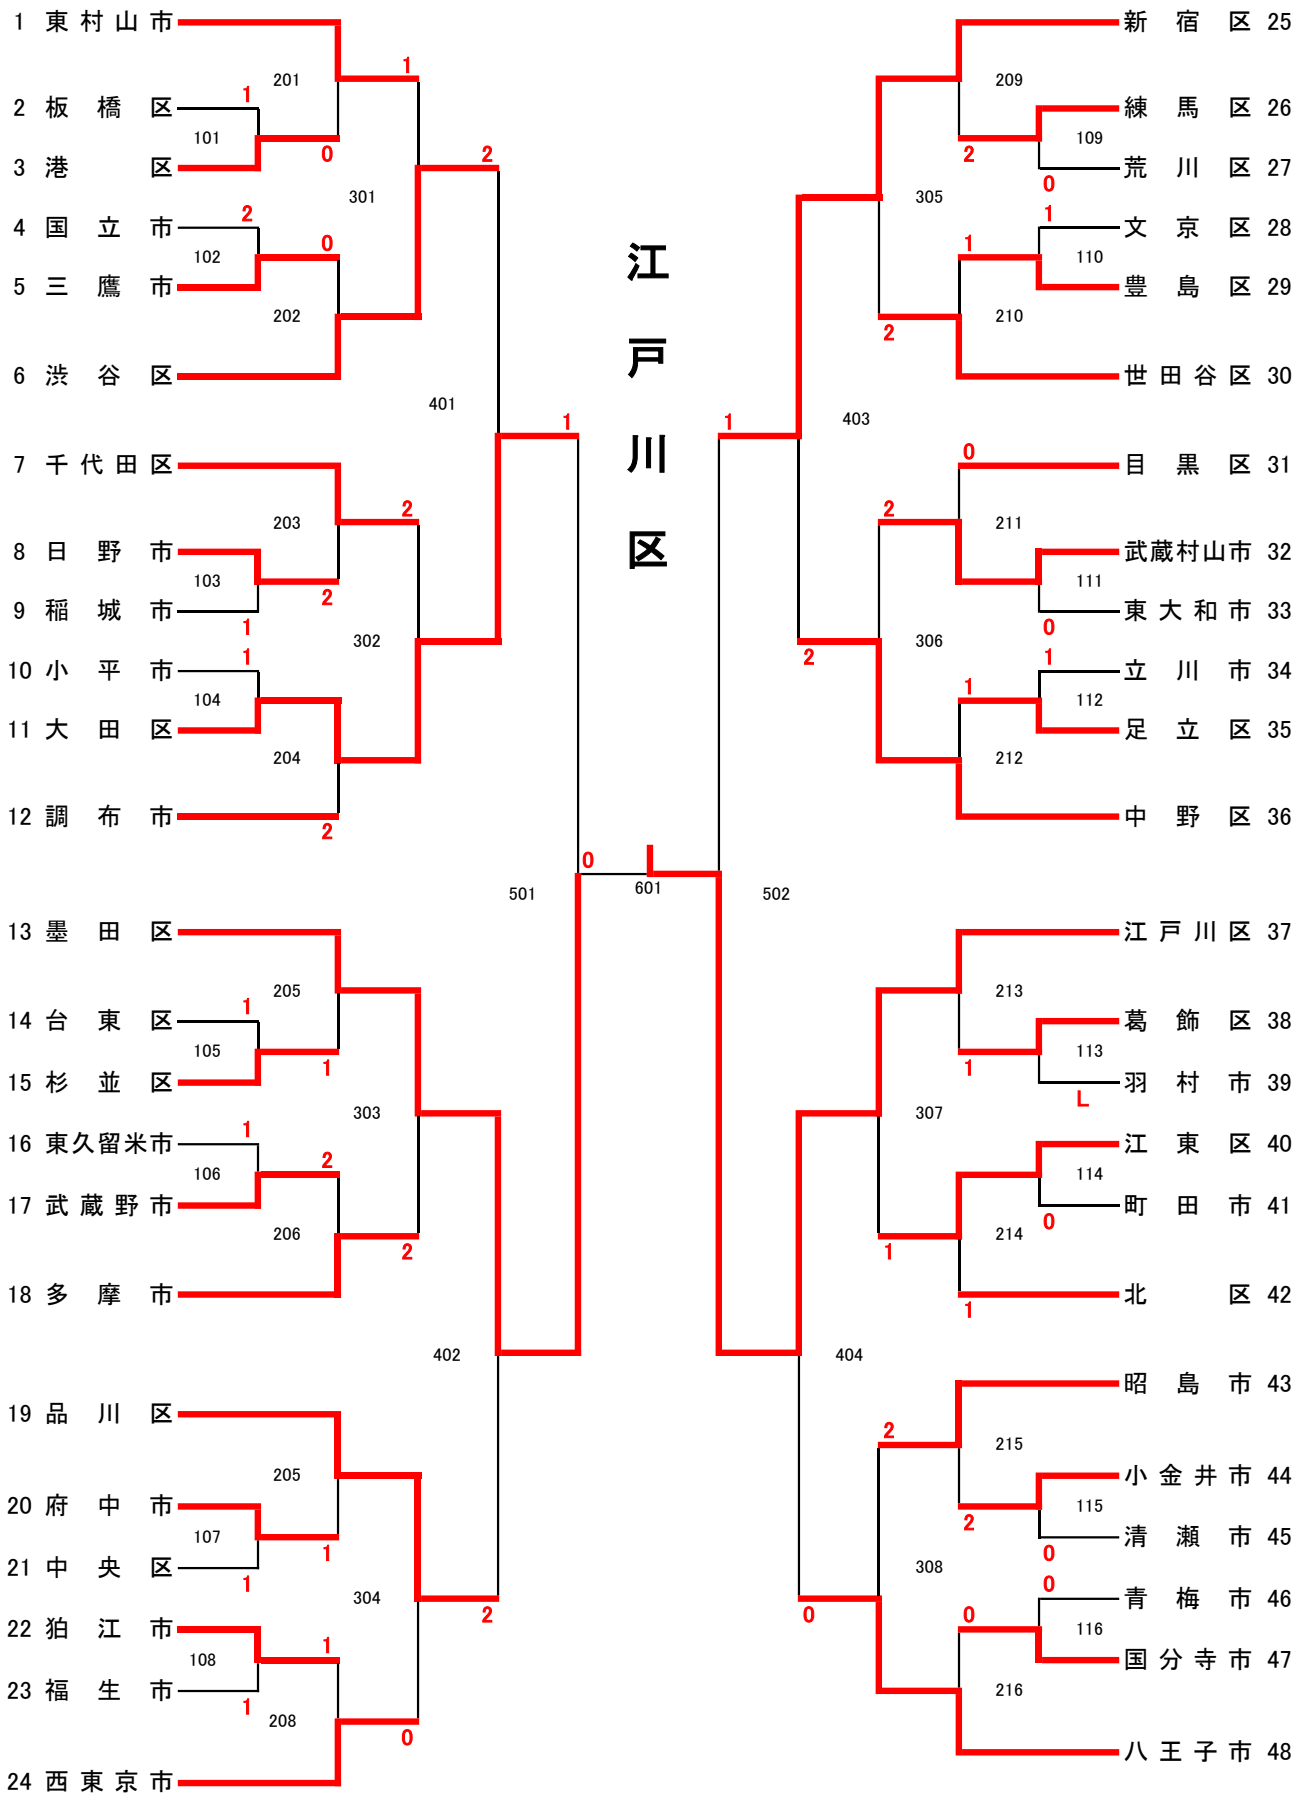 1 東村山市
2 板橋区
3 港区
4 国立市
5 三鷹市
6 渋谷区
7 千代田区
8 日野市
9 稲城市
10 小平市
11 大田区
12 調布市
13 墨田区
14 台東区
15 杉並区
16 東久留米市
17 武蔵野市
18 多摩市
19 品川区
20 府中市
21 中央区
22 狛江市
23 福生市
24 西東京市
101
1
102
2
103
1
104
1
105
1
106
1
107
1
108
1
201
0
202
0
203
2
204
2
205
1
206
2
205
1
208
1
301
1
302
2
303
2
304
0
401
2
402
2
501
1
江戸川区
0
601
502
1
403
2
404
0
305
2
306
2
307
1
308
2
209
2
210
1
211
0
212
1
213
1
214
1
215
2
216
0
109
0
110
1
111
0
112
1
113
L
114
0
115
0
116
0
新宿区 25
練馬区 26
荒川区 27
文京区 28
豊島区 29
世田谷区 30
目黒区 31
武蔵村山市 32
東大和市 33
立川市 34
足立区 35
中野区 36
江戸川区 37
葛飾区 38
羽村市 39
江東区 40
町田市 41
北区 42
昭島市 43
小金井市 44
清瀬市 45
青梅市 46
国分寺市 47
八王子市 48